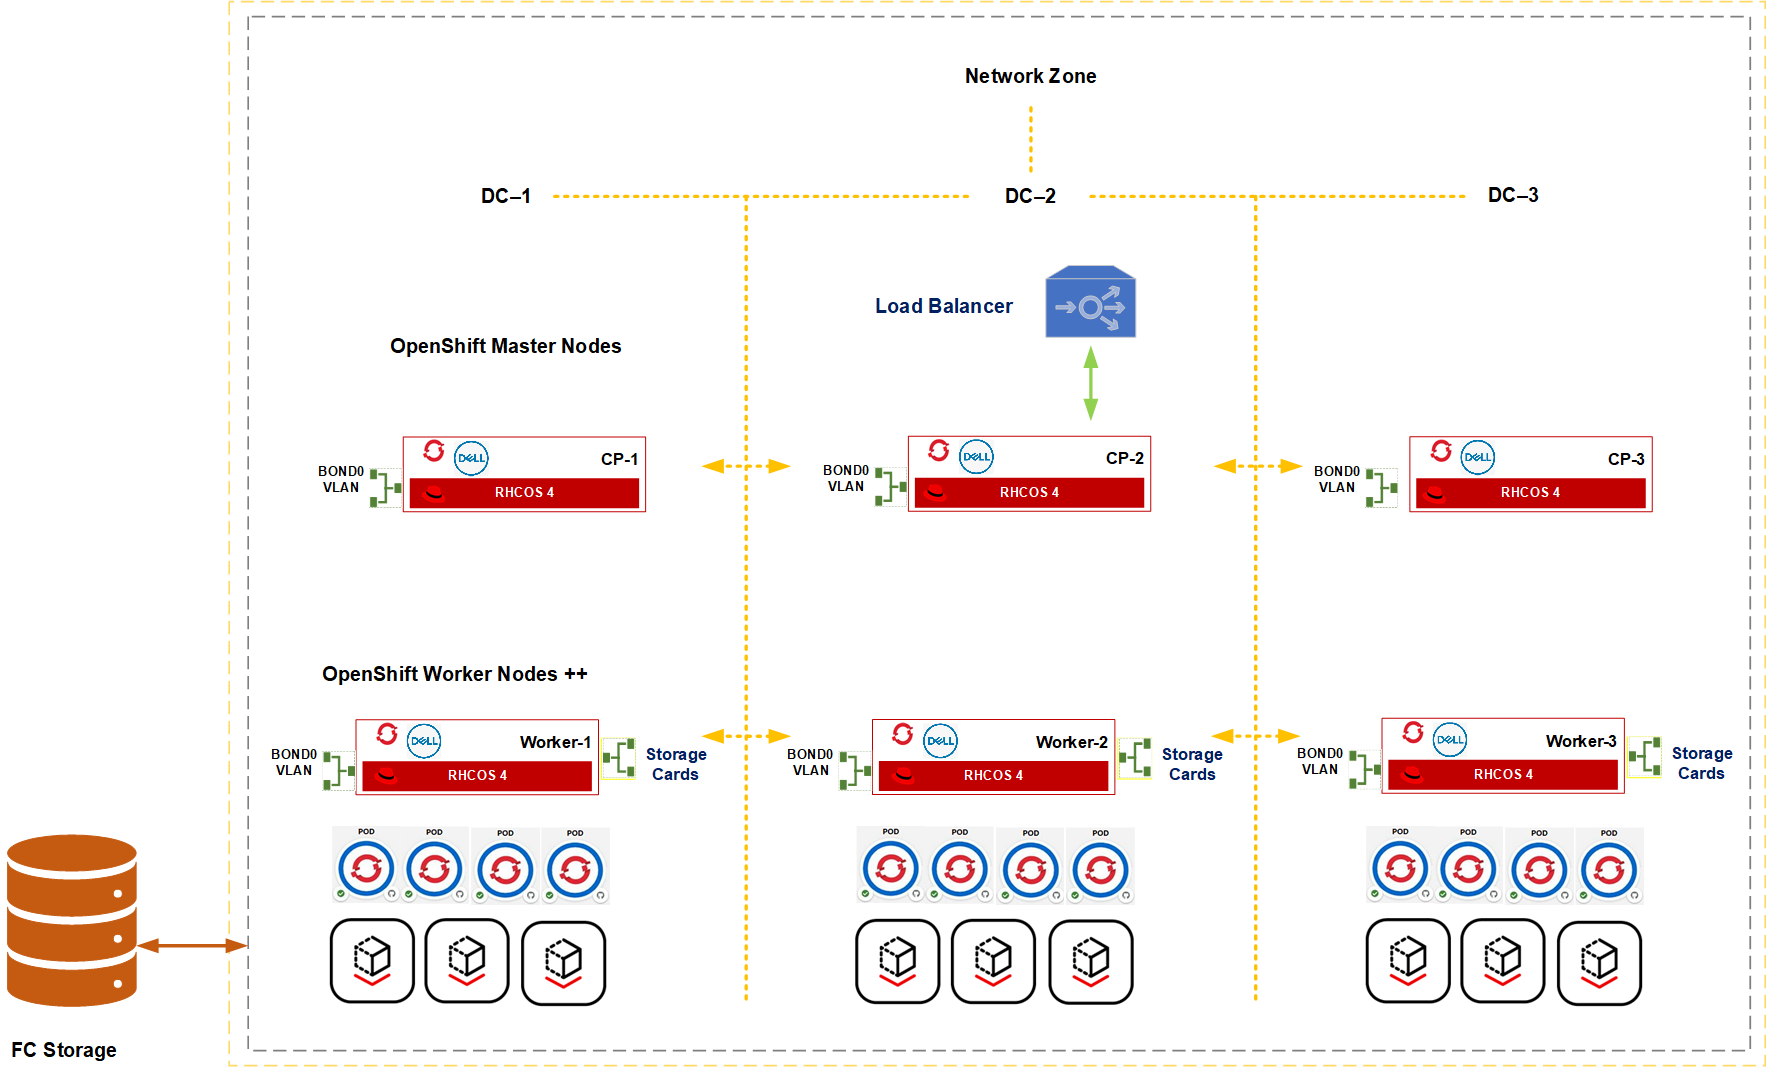 Network Zone
DC–1
DC–2
DC–3
Load Balancer
OpenShift Master Nodes
BOND0
VLAN
DELL
CP-1
RHCOS 4
BOND0
VLAN
DELL
CP-2
RHCOS 4
BOND0
VLAN
DELL
CP-3
RHCOS 4
OpenShift Worker Nodes ++
BOND0
VLAN
DELL
Worker-1
RHCOS 4
Storage
Cards
BOND0
VLAN
DELL
Worker-2
RHCOS 4
Storage
Cards
BOND0
VLAN
DELL
Worker-3
RHCOS 4
Storage
Cards
POD
POD
POD
POD
POD
POD
POD
POD
POD
POD
POD
POD
FC Storage